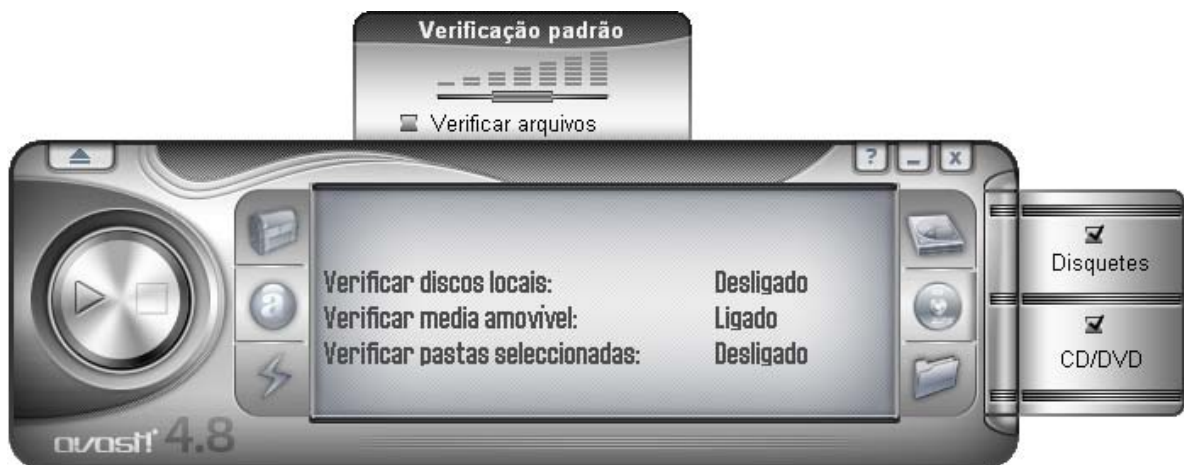 Verificação padrão
Verificar arquivos
? _ x
Verificar discos locais: Desligado
Verificar media amovivel: Ligado
Verificar pastas seleccionadas: Desligado
Disquetes
CD/DVD
a
avast! 4.8